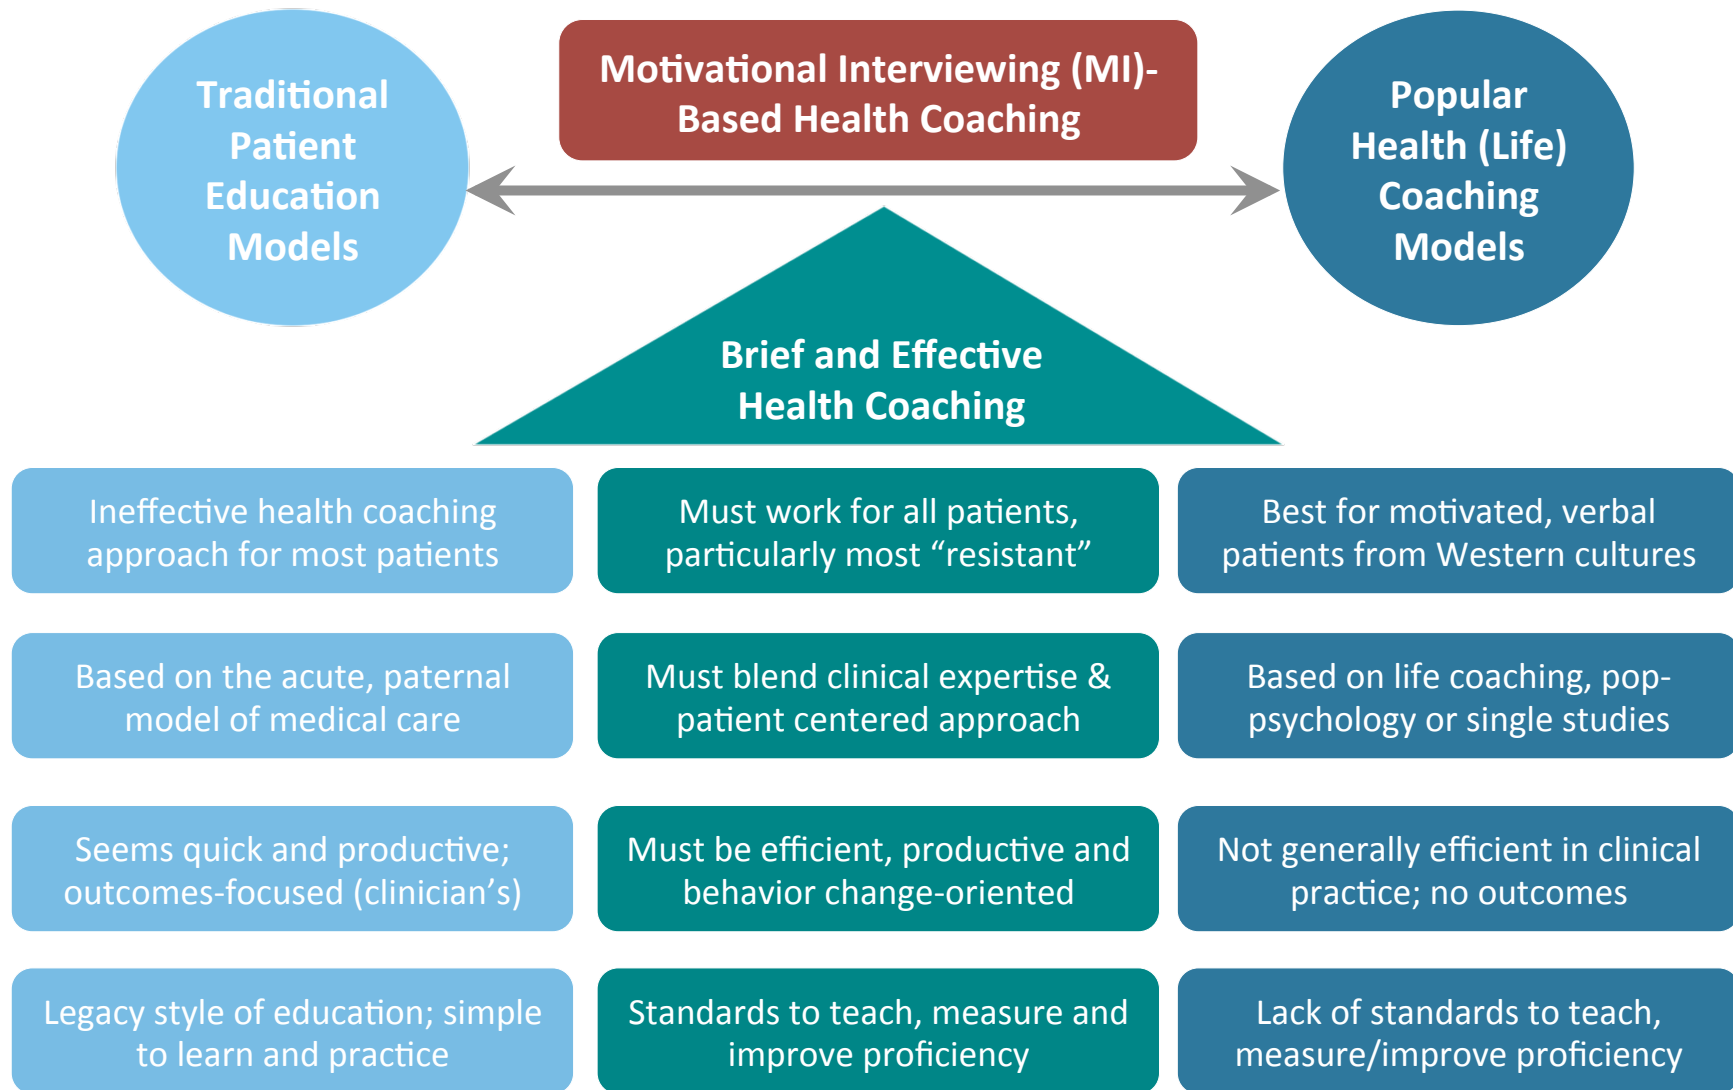 Traditional
Patient
Education
Models
Motivational Interviewing (MI)-
Based Health Coaching
Popular
Health (Life)
Coaching
Models
Brief and Effective
Health Coaching
Ineffective health coaching
approach for most patients
Must work for all patients,
particularly most “resistant”
Best for motivated, verbal
patients from Western cultures
Based on the acute, paternal
model of medical care
Must blend clinical expertise &
patient centered approach
Based on life coaching, pop-
psychology or single studies
Seems quick and productive;
outcomes-focused (clinician’s)
Must be efficient, productive and
behavior change-oriented
Not generally efficient in clinical
practice; no outcomes
Legacy style of education; simple
to learn and practice
Standards to teach, measure and
improve proficiency
Lack of standards to teach,
measure/improve proficiency